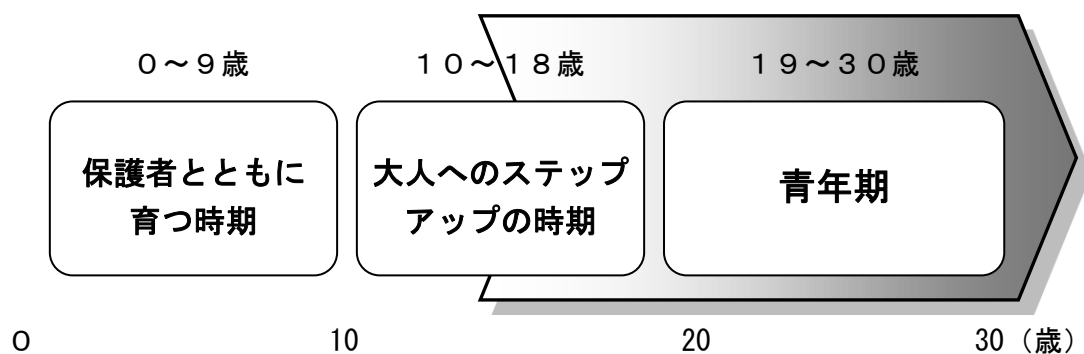 ０～９歳
１０～１８歳
１９～３０歳
保護者とともに
育つ時期
大人へのステップ
アップの時期
青年期
０
10
20
30（歳）